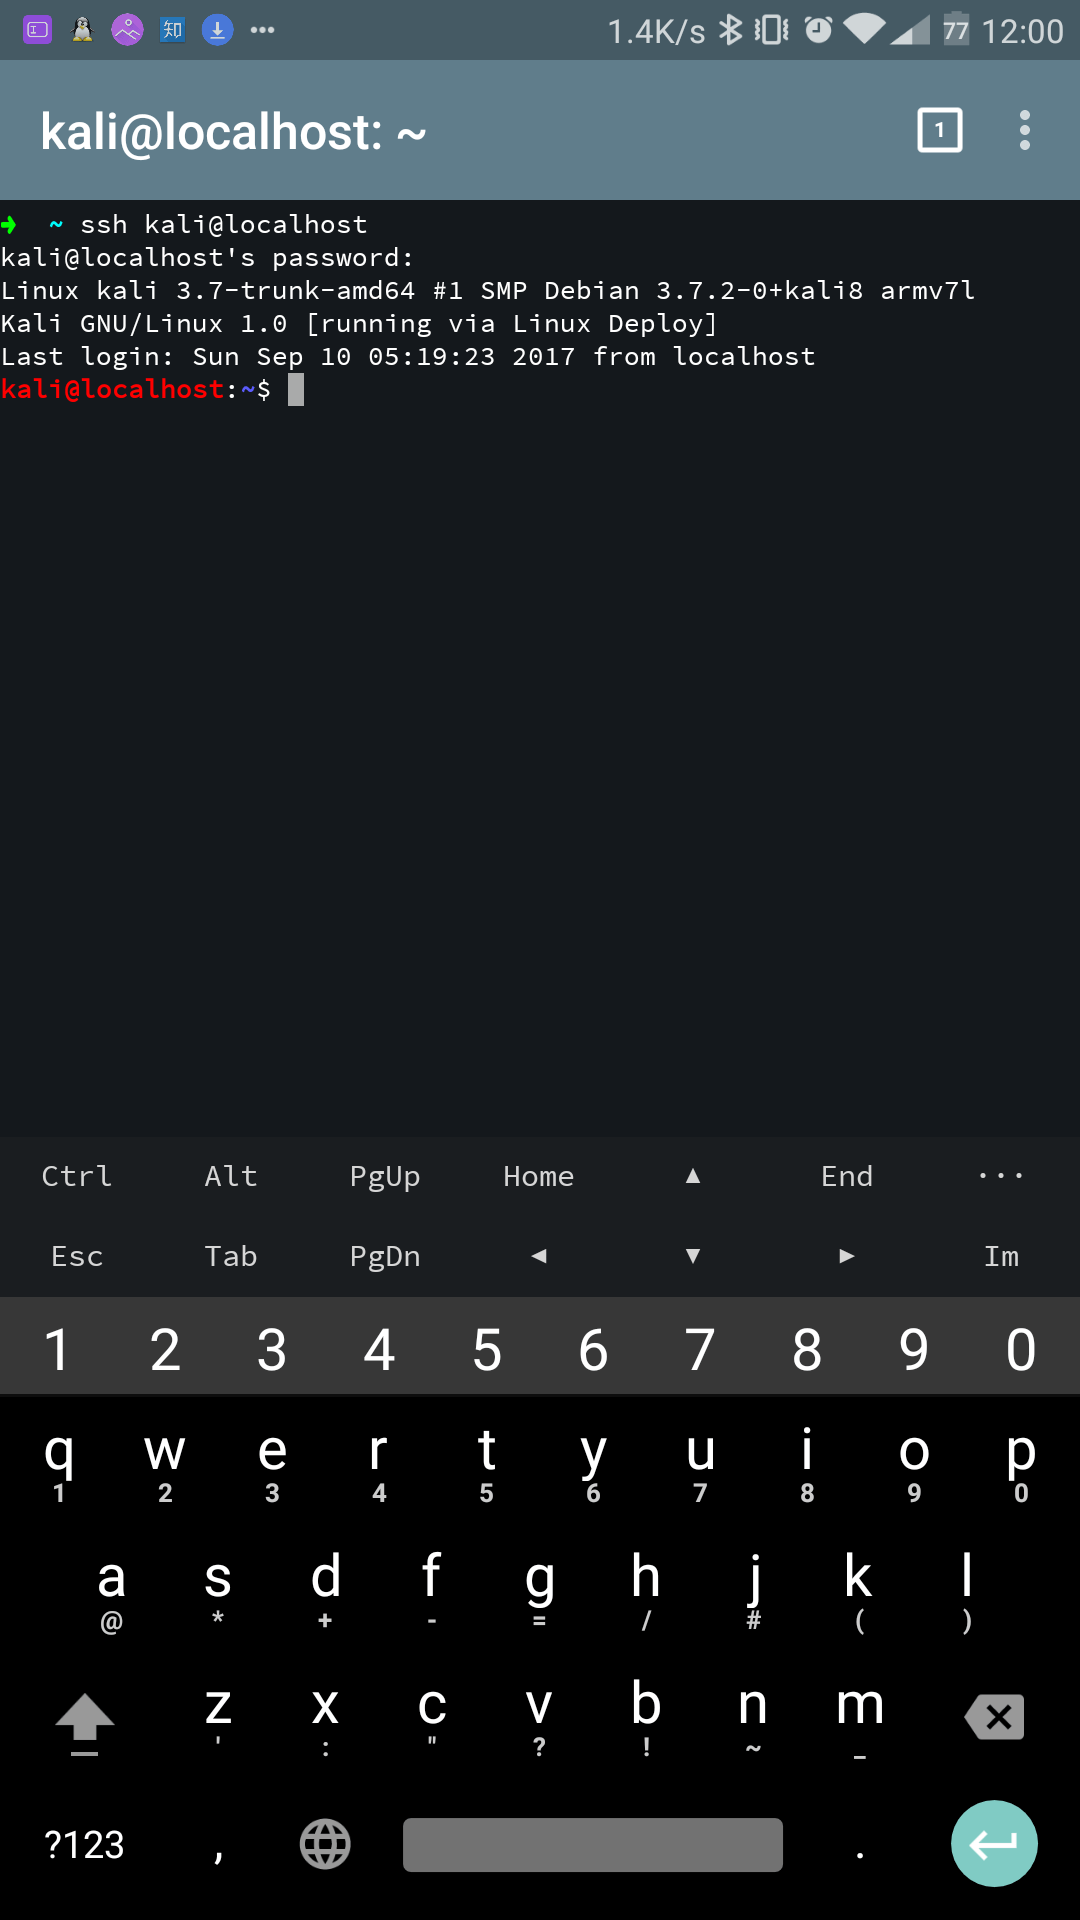 知 1.4K/s 77 12:00
kali@localhost: ~ 1
➜ ~ ssh kali@localhost
kali@localhost's password:
Linux kali 3.7-trunk-amd64 #1 SMP Debian 3.7.2-0+kali8 armv7l
Kali GNU/Linux 1.0 [running via Linux Deploy]
Last login: Sun Sep 10 05:19:23 2017 from localhost
kali@localhost:~$
Ctrl Alt PgUp Home ▲ End ···
Esc Tab PgDn ◀ ▼ ▶ Im
1 2 3 4 5 6 7 8 9 0
q w e r t y u i o p
1 2 3 4 5 6 7 8 9 0
a s d f g h j k l
@ * + - = / # ( )
z x c v b n m
' : " ? ! ~ _
?123 , .